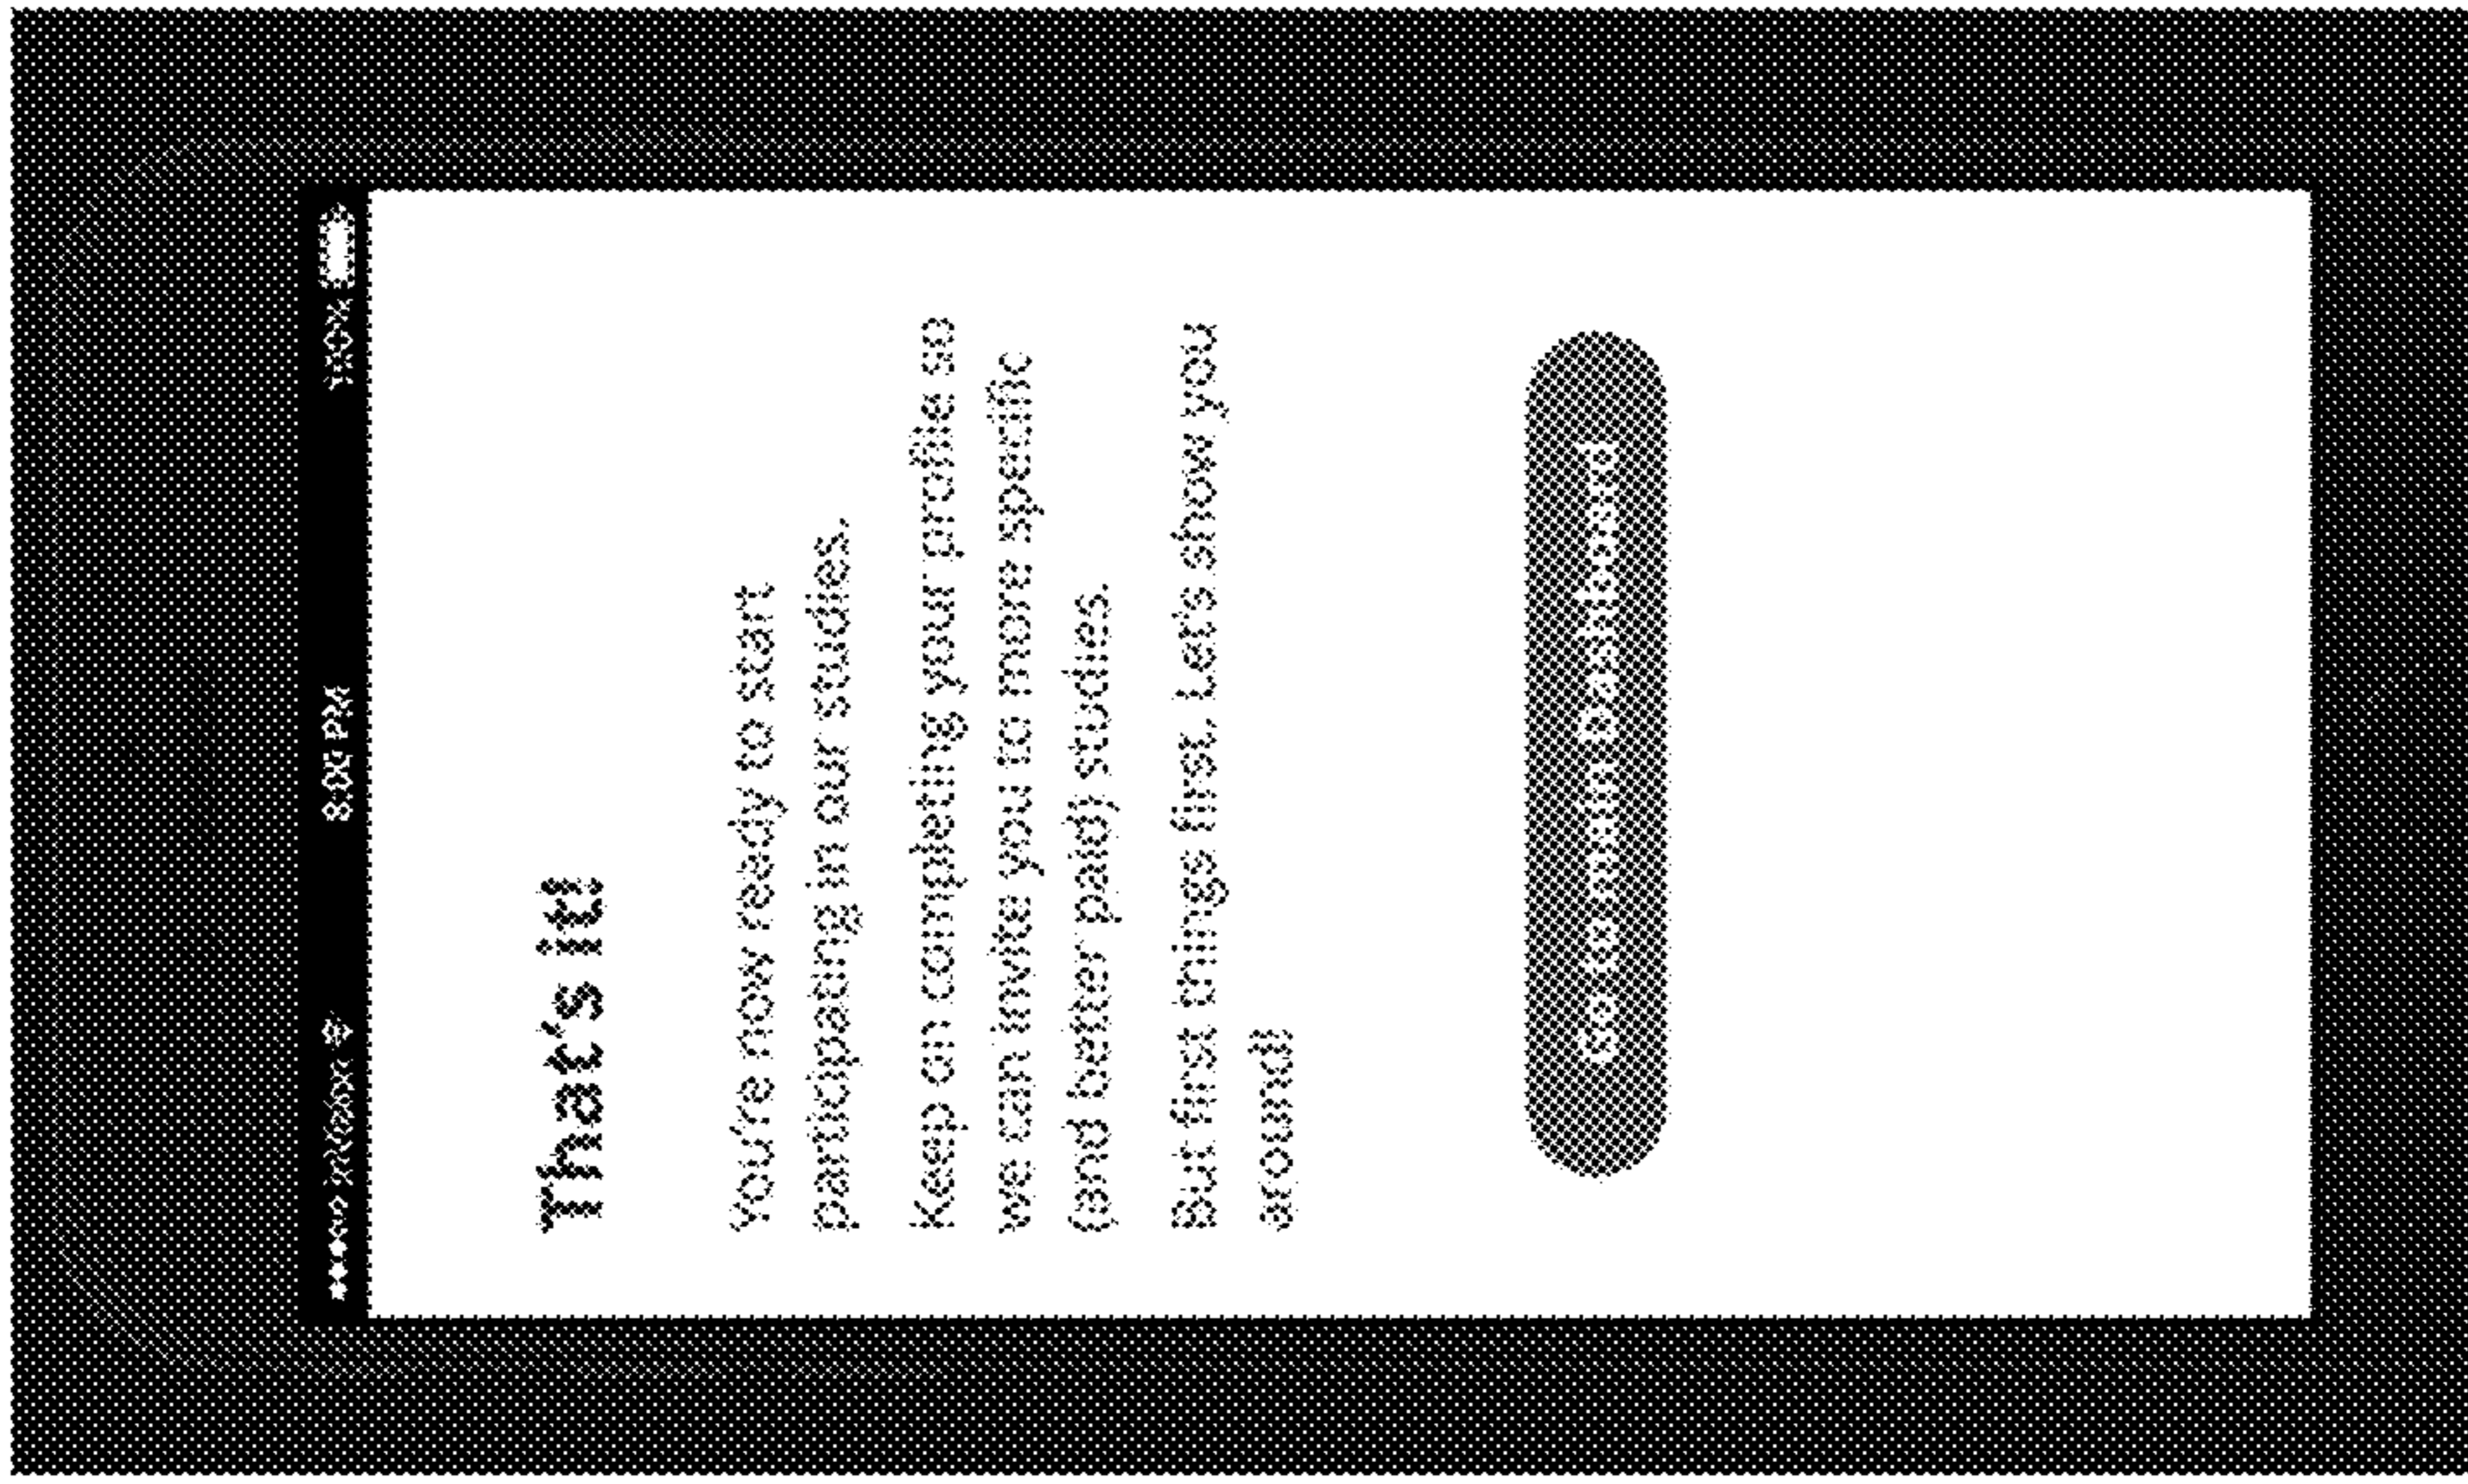 8:00 PM 100%
That's it!
You're now ready to start
participating in our studies.
Keep on completing your profile so
we can invite you to more specific
(and better paid) studies.
But first things first. Let's show you
around!
Go to main Dashboard